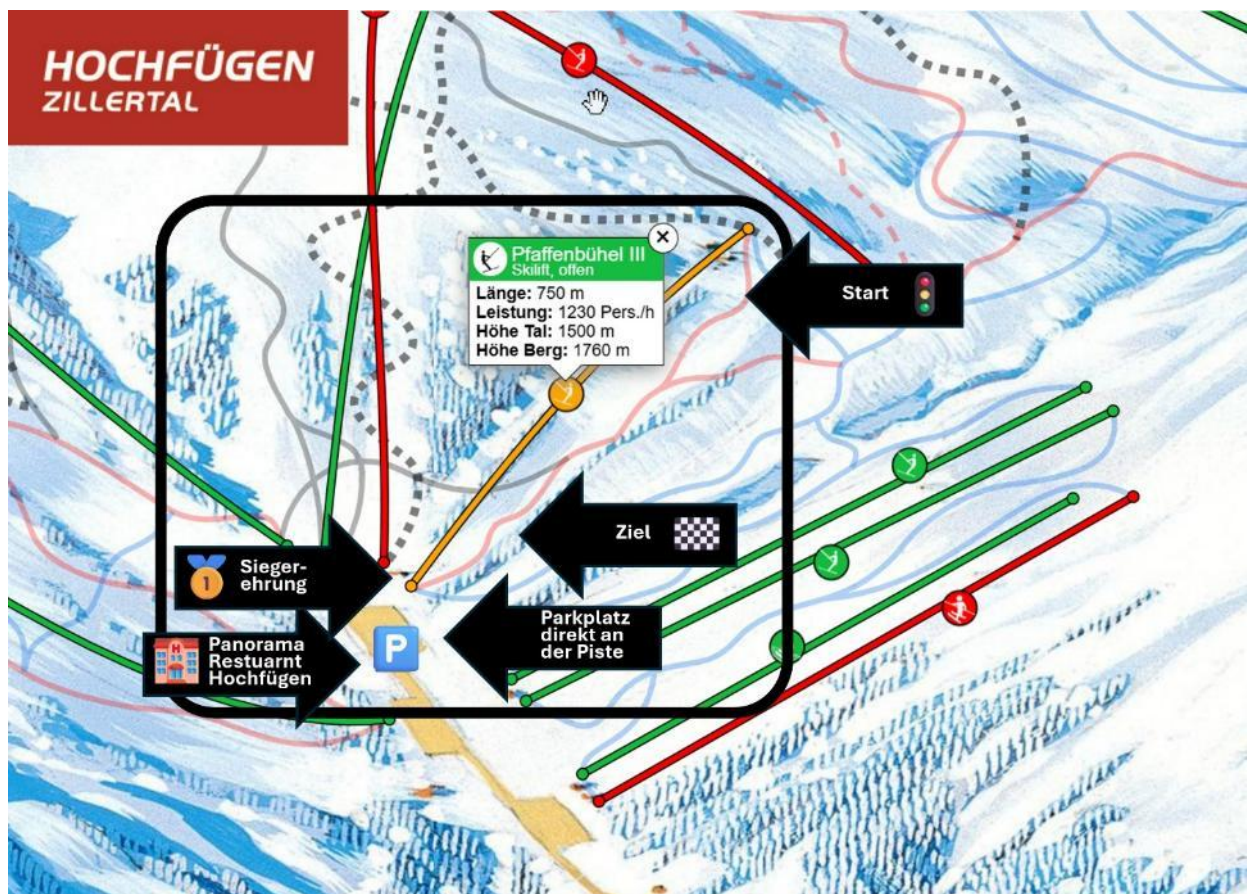 HOCHFÜGEN
ZILLERTAL
Pfaffenbühel III
Skilift, offen
Länge: 750 m
Leistung: 1230 Pers./h
Höhe Tal: 1500 m
Höhe Berg: 1760 m
Start
Ziel
1
Sieger-
ehrung
Parkplatz
direkt an
der Piste
P
H
Panorama
Restuarnt
Hochfügen